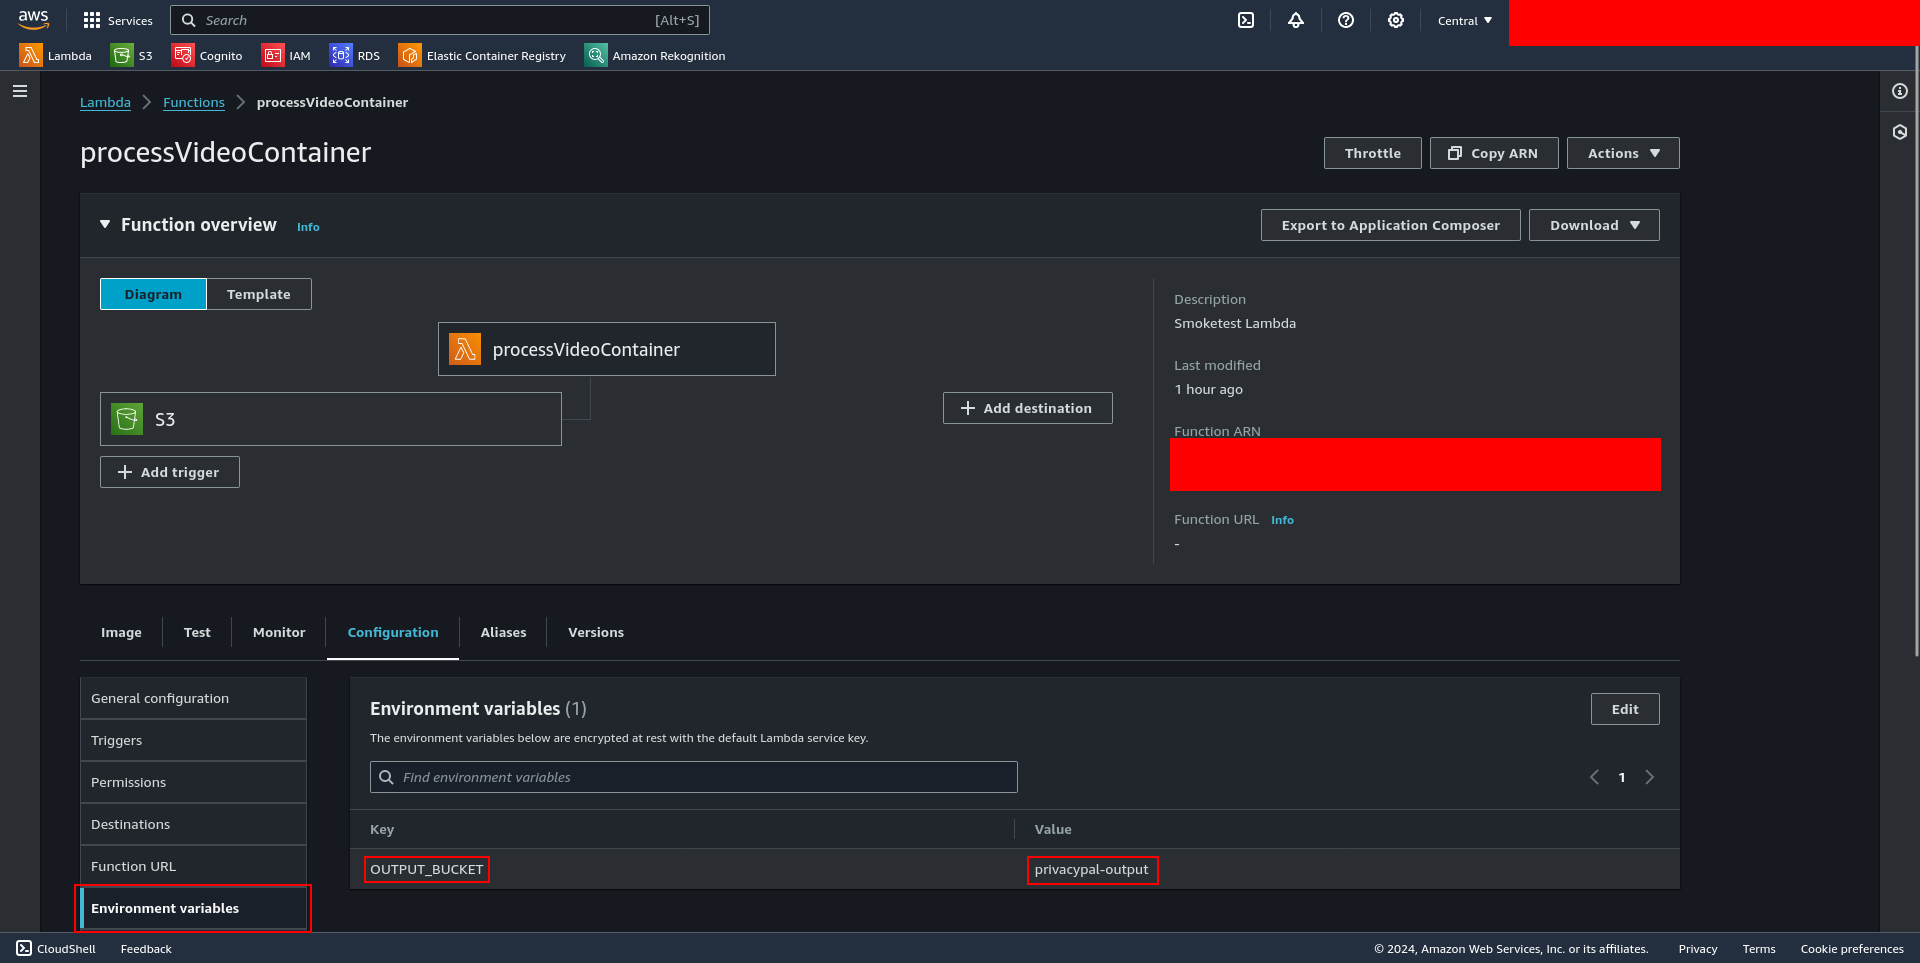 aws Services Search [Alt+S] Central
Lambda S3 Cognito IAM RDS Elastic Container Registry Amazon Rekognition
Lambda Functions processVideoContainer
processVideoContainer
Throttle Copy ARN Actions
Function overview Info
Export to Application Composer Download
Diagram Template
processVideoContainer
S3
Add trigger
Add destination
Description
Smoketest Lambda
Last modified
1 hour ago
Function ARN
Function URL Info
-
Image Test Monitor Configuration Aliases Versions
General configuration
Triggers
Permissions
Destinations
Function URL
Environment variables
Environment variables (1)
Edit
The environment variables below are encrypted at rest with the default Lambda service key.
Find environment variables
1
Key Value
OUTPUT_BUCKET privacypal-output
CloudShell Feedback © 2024, Amazon Web Services, Inc. or its affiliates. Privacy Terms Cookie preferences